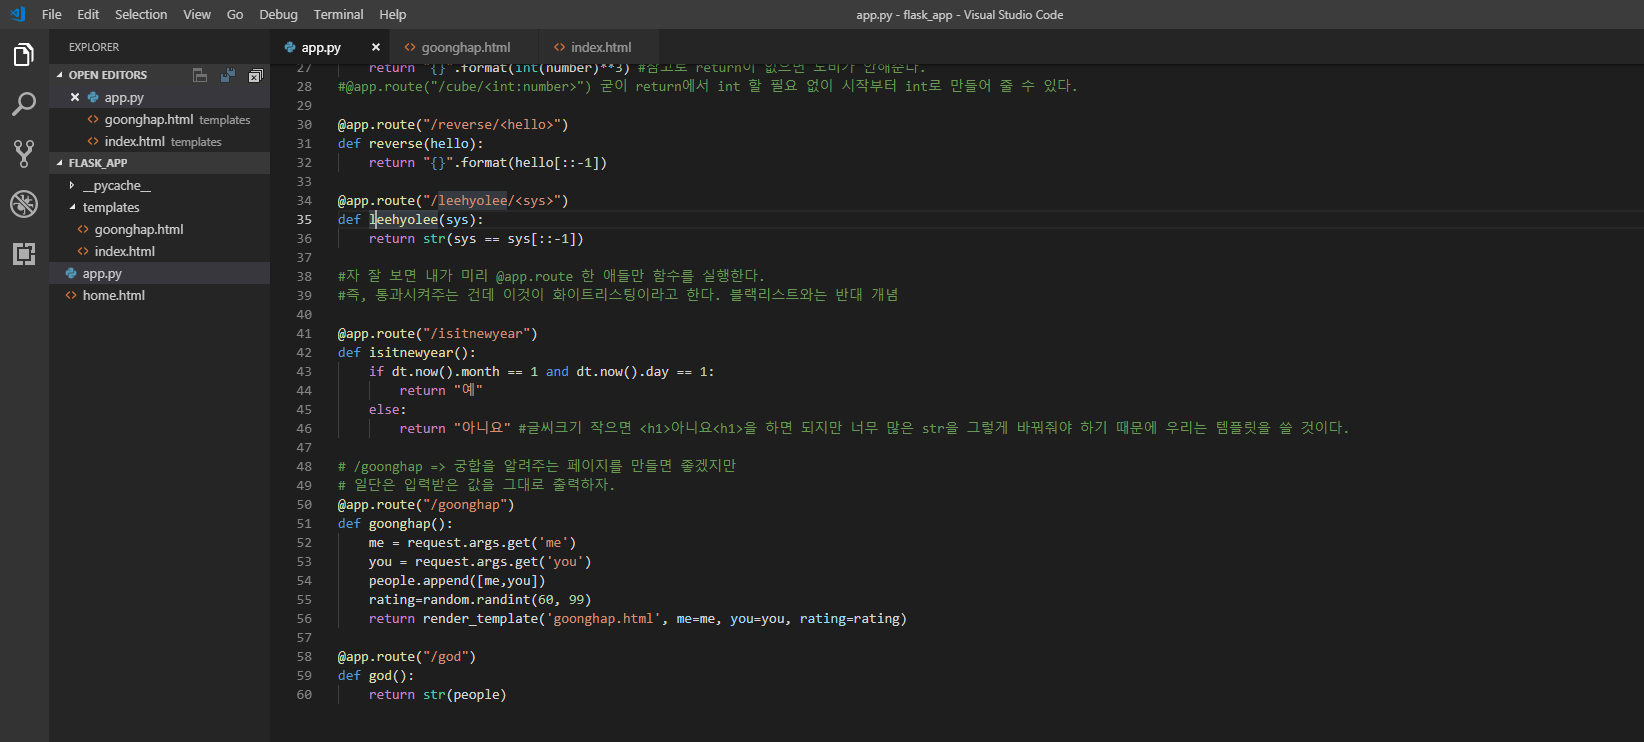 File Edit Selection View Go Debug Terminal Help
app.py - flask_app - Visual Studio Code
EXPLORER
OPEN EDITORS
app.py
goonghap.html templates
index.html templates
FLASK_APP
__pycache__
templates
goonghap.html
index.html
app.py
home.html
app.py goonghap.html index.html
27 return "{}".format(int(number)**3) #참고로 return이 없으면 도비가 안해준다.
28 #@app.route("/cube/<int:number>") 굳이 return에서 int 할 필요 없이 시작부터 int로 만들어 줄 수 있다.
29
30 @app.route("/reverse/<hello>")
31 def reverse(hello):
32 return "{}".format(hello[::-1])
33
34 @app.route("/leehyolee/<sys>")
35 def leehyolee(sys):
36 return str(sys == sys[::-1])
37
38 #자 잘 보면 내가 미리 @app.route 한 애들만 함수를 실행한다.
39 #즉, 통과시켜주는 건데 이것이 화이트리스팅이라고 한다. 블랙리스트와는 반대 개념
40
41 @app.route("/isitnewyear")
42 def isitnewyear():
43 if dt.now().month == 1 and dt.now().day == 1:
44 return "예"
45 else:
46 return "아니요" #글씨크기 작으면 <h1>아니요<h1>을 하면 되지만 너무 많은 str을 그렇게 바꿔줘야 하기 때문에 우리는 템플릿을 쓸 것이다.
47
48 # /goonghap => 궁합을 알려주는 페이지를 만들면 좋겠지만
49 # 일단은 입력받은 값을 그대로 출력하자.
50 @app.route("/goonghap")
51 def goonghap():
52 me = request.args.get('me')
53 you = request.args.get('you')
54 people.append([me,you])
55 rating=random.randint(60, 99)
56 return render_template('goonghap.html', me=me, you=you, rating=rating)
57
58 @app.route("/god")
59 def god():
60 return str(people)